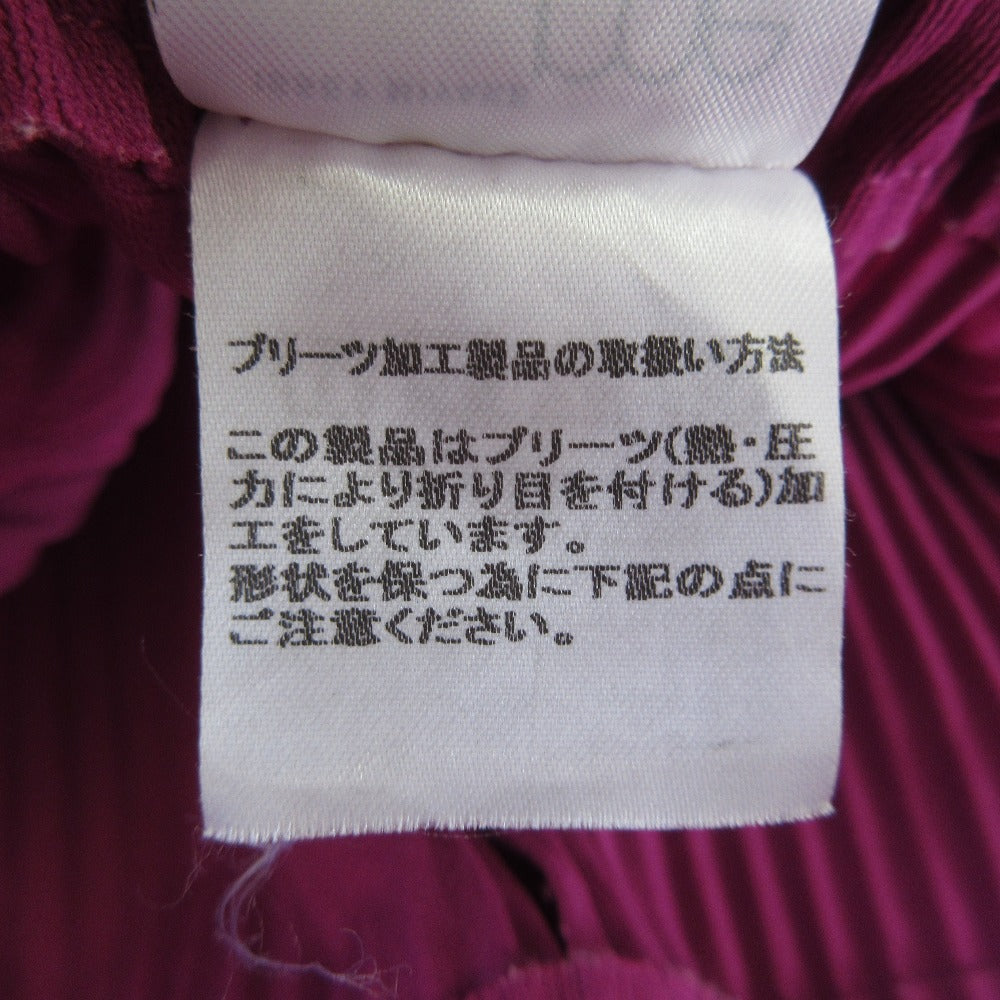 プリーツ加工製品の取扱い方法
この製品はプリーツ(熱・圧
力により折り目を付ける)加
工をしています。
形状を保つ為に下記の点に
ご注意ください。